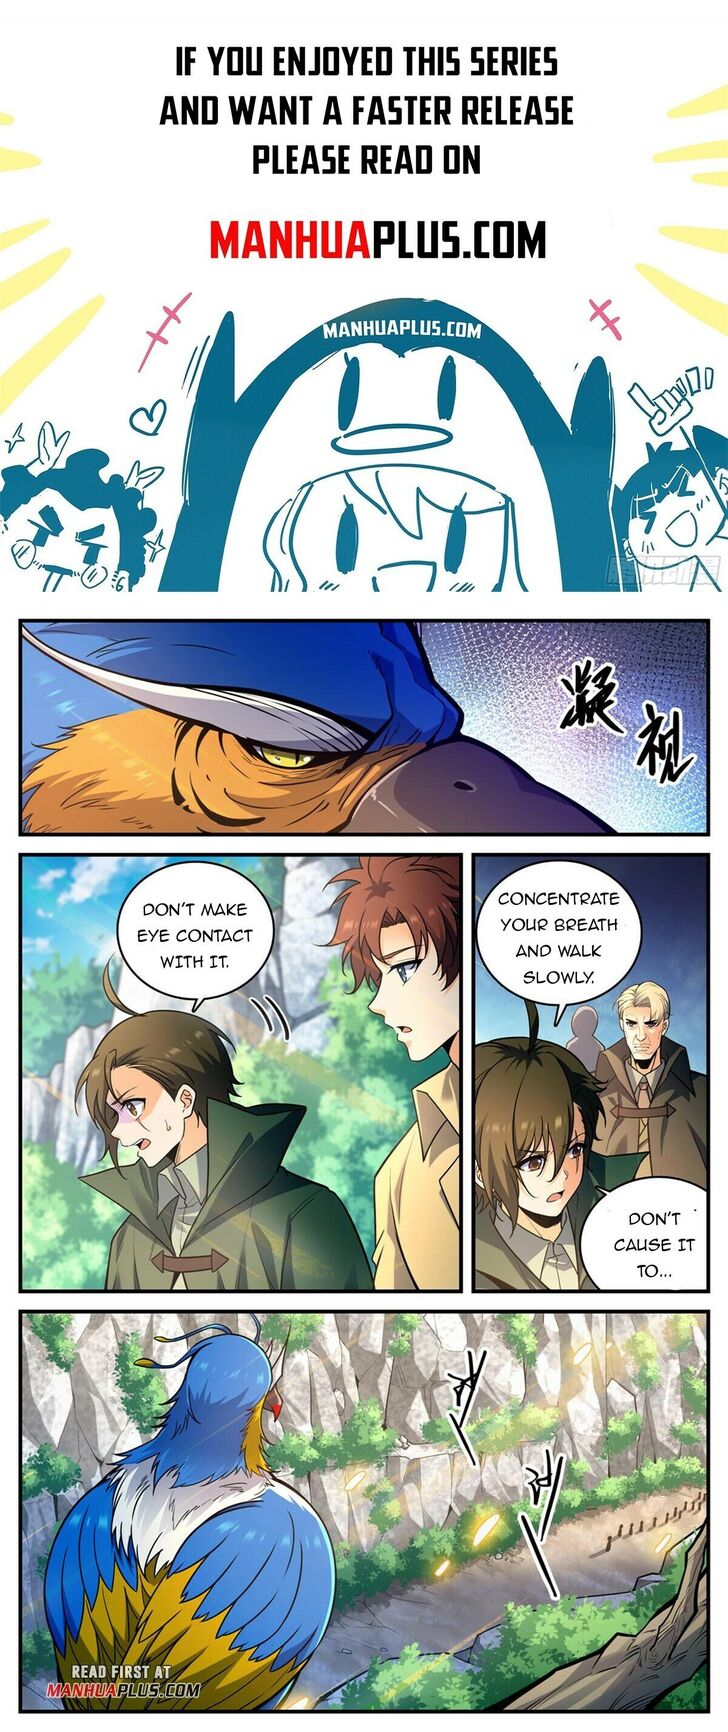 IF YOU ENJOYED THIS SERIES
AND WANT A FASTER RELEASE
PLEASE READ ON
MANHUAPLUS.COM
MANHUAPLUS.COM
凝
视
DON'T MAKE
EYE CONTACT
WITH IT.
CONCENTRATE
YOUR BREATH
AND WALK
SLOWLY.
DON'T
CAUSE IT
TO...
READ FIRST AT
MANHUAPLUS.COM